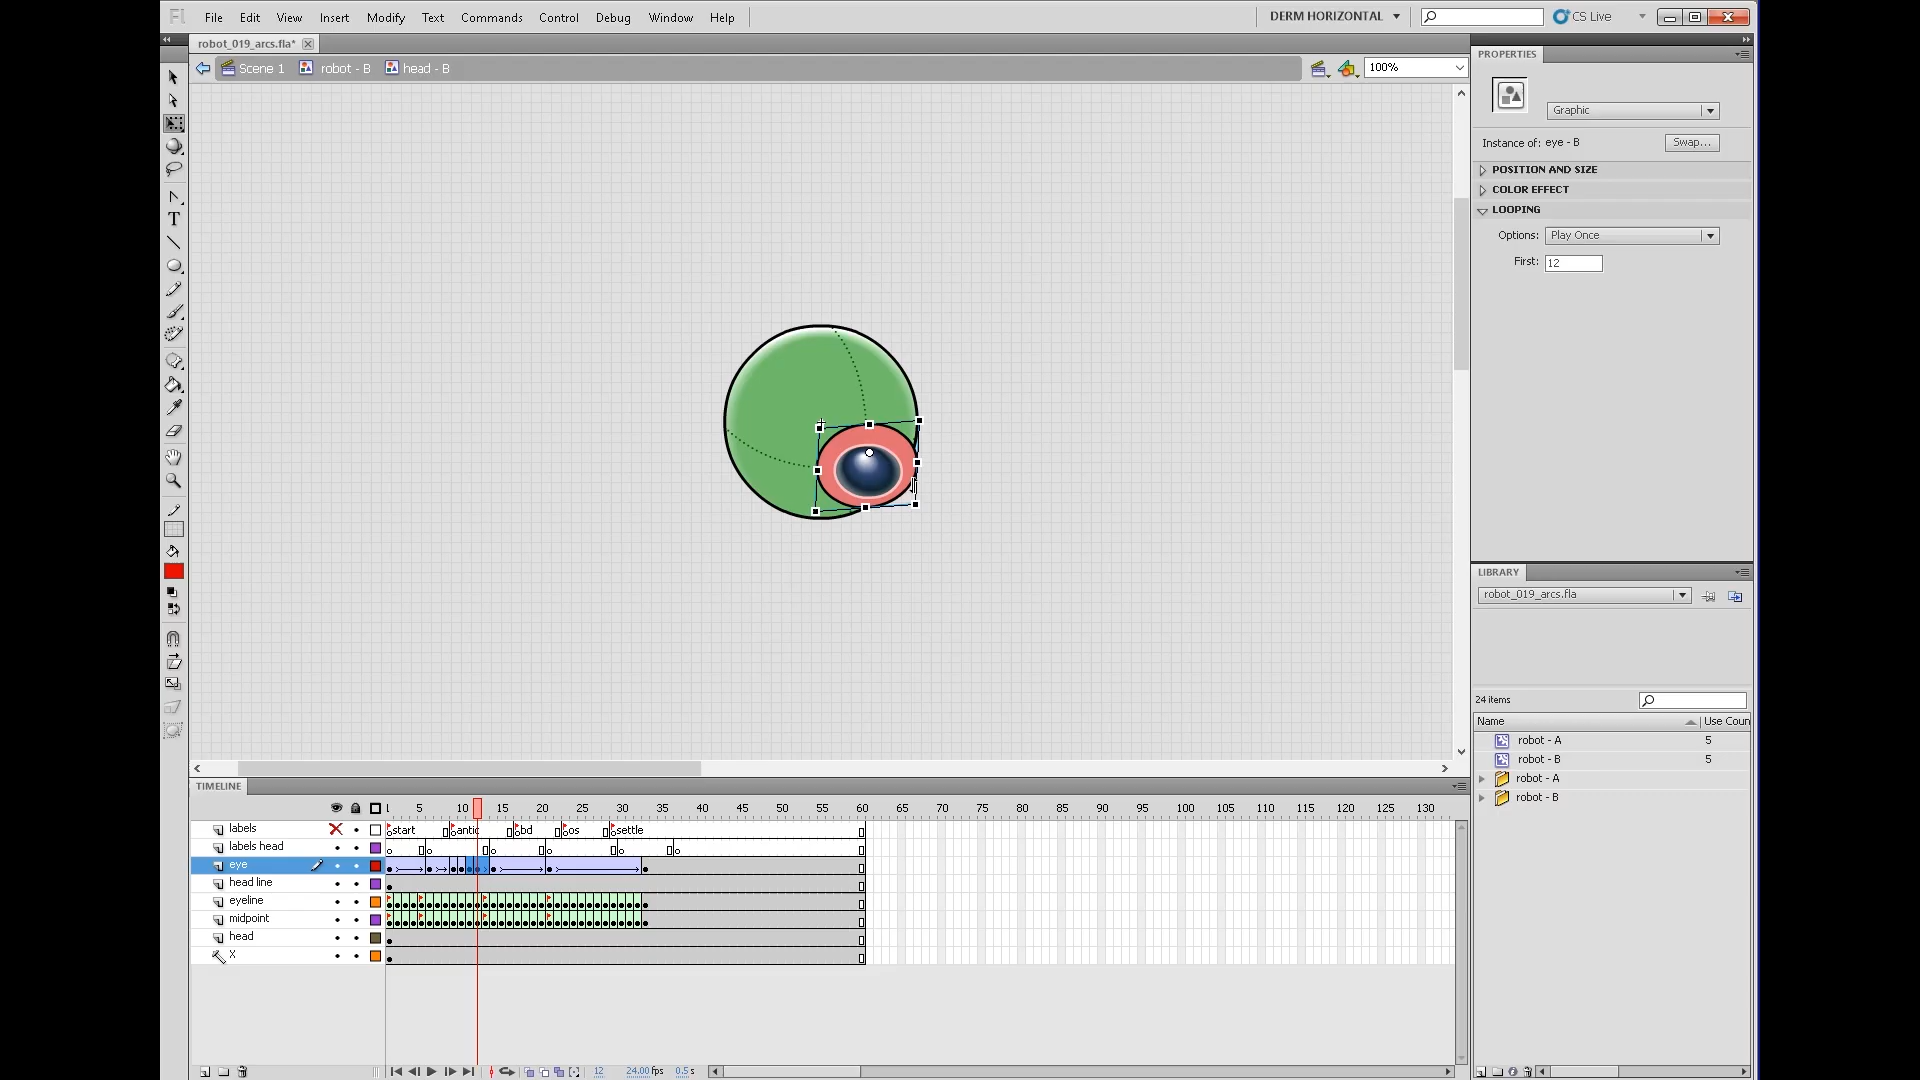 Fl File Edit View Insert Modify Text Commands Control Debug Window Help DERM HORIZONTAL CS Live
robot_019_arcs.fla*
Scene 1 robot - B head - B 100%
PROPERTIES
Graphic
Instance of: eye - B Swap...
POSITION AND SIZE
COLOR EFFECT
LOOPING
Options: Play Once
First: 12
LIBRARY
robot_019_arcs.fla
24 items
Name Use Coun
robot - A 5
robot - B 5
robot - A
robot - B
TIMELINE
1 5 10 15 20 25 30 35 40 45 50 55 60 65 70 75 80 85 90 95 100 105 110 115 120 125 130
labels start antic bd os settle
labels head
eye
head line
eyeline
midpoint
head
X
12 24.00 fps 0.5 s